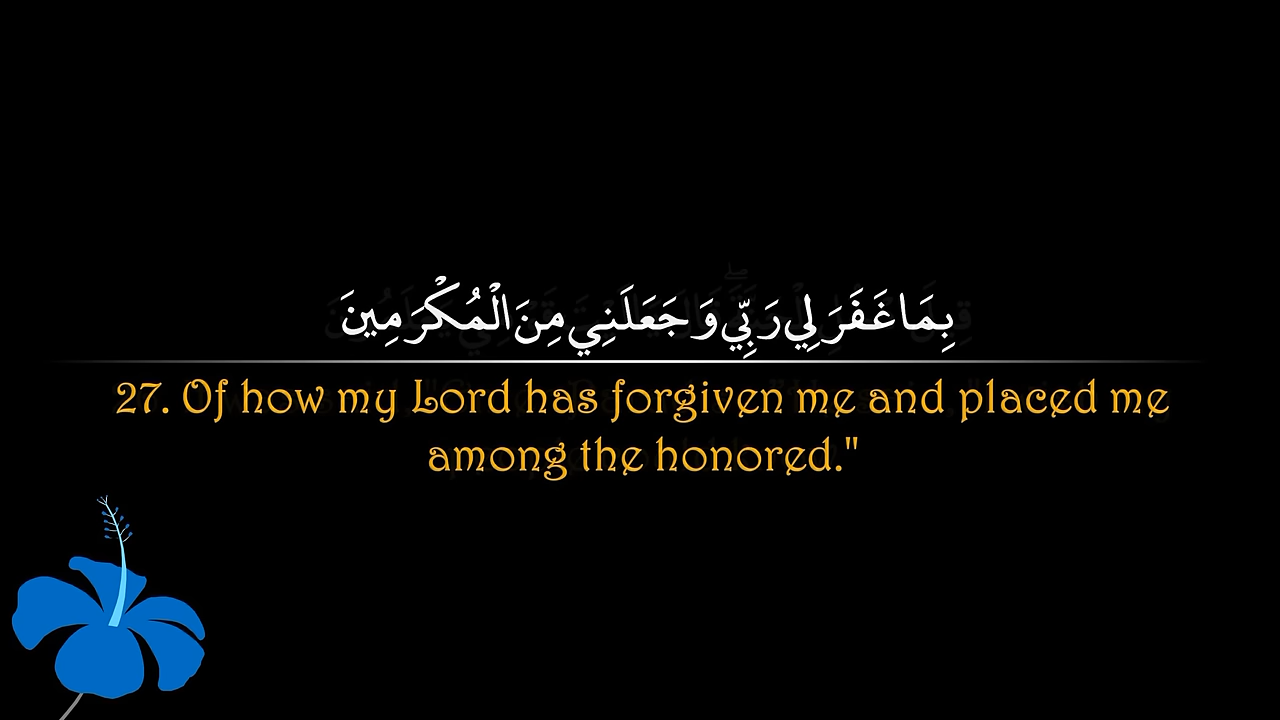 بِمَا غَفَرَ لِي رَبِّي وَجَعَلَنِي مِنَ الْمُكْرَمِينَ
27. Of how my Lord has forgiven me and placed me
among the honored."